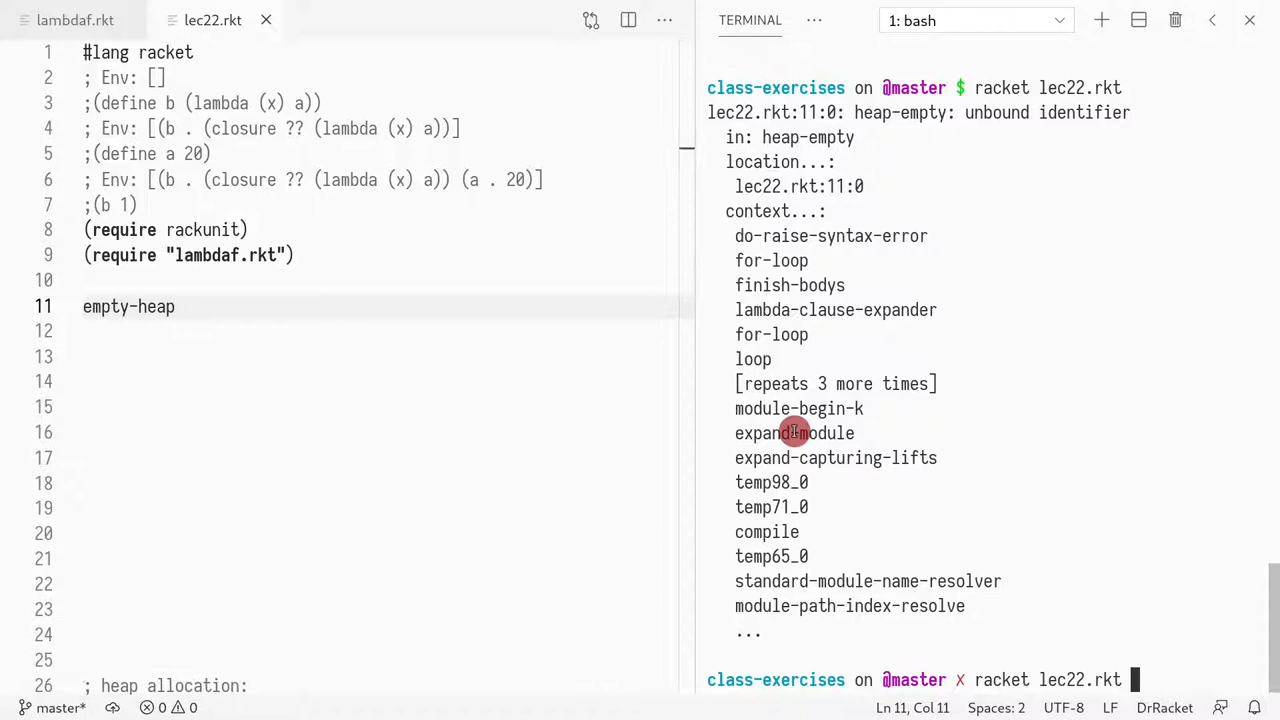 lambdaf.rkt
lec22.rkt
TERMINAL
1: bash
1 #lang racket
2 ; Env: []
3 ;(define b (lambda (x) a))
4 ; Env: [(b . (closure ?? (lambda (x) a))]
5 ;(define a 20)
6 ; Env: [(b . (closure ?? (lambda (x) a)) (a . 20)]
7 ;(b 1)
8 (require rackunit)
9 (require "lambdaf.rkt")
10
11 empty-heap
12
13
14
15
16
17
18
19
20
21
22
23
24
25
26 ; heap allocation:
class-exercises on @master $ racket lec22.rkt
lec22.rkt:11:0: heap-empty: unbound identifier
in: heap-empty
location...:
lec22.rkt:11:0
context...:
do-raise-syntax-error
for-loop
finish-bodys
lambda-clause-expander
for-loop
loop
[repeats 3 more times]
module-begin-k
expand-module
expand-capturing-lifts
temp98_0
temp71_0
compile
temp65_0
standard-module-name-resolver
module-path-index-resolve
...
class-exercises on @master ✗ racket lec22.rkt
master* 0 0 Ln 11, Col 11 Spaces: 2 UTF-8 LF DrRacket